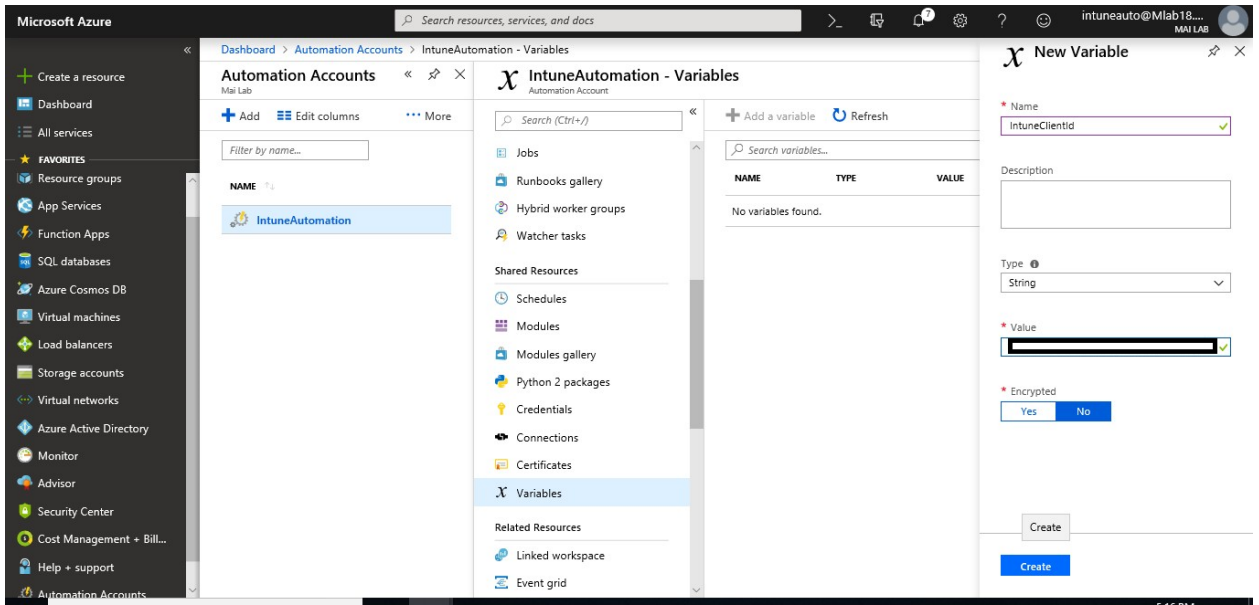 Microsoft Azure
Search resources, services, and docs
7
intuneauto@Mlab18....
MAI LAB
Create a resource
Dashboard
All services
FAVORITES
Resource groups
App Services
Function Apps
SQL databases
Azure Cosmos DB
Virtual machines
Load balancers
Storage accounts
Virtual networks
Azure Active Directory
Monitor
Advisor
Security Center
Cost Management + Bill...
Help + support
Automation Accounts
Dashboard > Automation Accounts > IntuneAutomation - Variables
Automation Accounts
Mai Lab
Add
Edit columns
More
Filter by name...
NAME
IntuneAutomation
IntuneAutomation - Variables
Automation Account
Search (Ctrl+/)
Jobs
Runbooks gallery
Hybrid worker groups
Watcher tasks
Shared Resources
Schedules
Modules
Modules gallery
Python 2 packages
Credentials
Connections
Certificates
Variables
Related Resources
Linked workspace
Event grid
Add a variable
Refresh
Search variables...
NAME TYPE VALUE
No variables found.
New Variable
* Name
IntuneClientId
Description
Type
String
* Value
* Encrypted
Yes No
Create
Create
5:16 PM